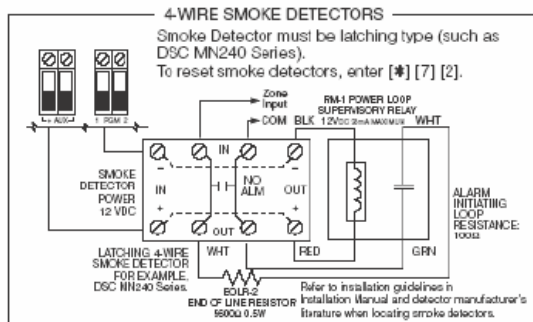 4-WIRE SMOKE DETECTORS
Smoke Detector must be latching type (such as
DSC MN240 Series).
To reset smoke detectors, enter [*] [7] [2].
+ AUX -
1 PGM 2
Zone
Input
COM
RM-1 POWER LOOP
SUPERVISORY RELAY
BLK 12VDC 2mA MAXIMUM WHT
SMOKE
DETECTOR
POWER
12 VDC
IN
- -
IN
NO
ALM
OUT
+ +
OUT
ALARM
INITIATING
LOOP
RESISTANCE:
100Ω
WHT
RED
GRN
LATCHING 4-WIRE
SMOKE DETECTOR
FOR EXAMPLE,
DSC MN240 Series.
EOLR-2
END OF LINE RESISTOR
5600Ω 0.5W
Refer to installation guidelines in
Installation Manual and detector manufacturer's
literature when locating smoke detectors.